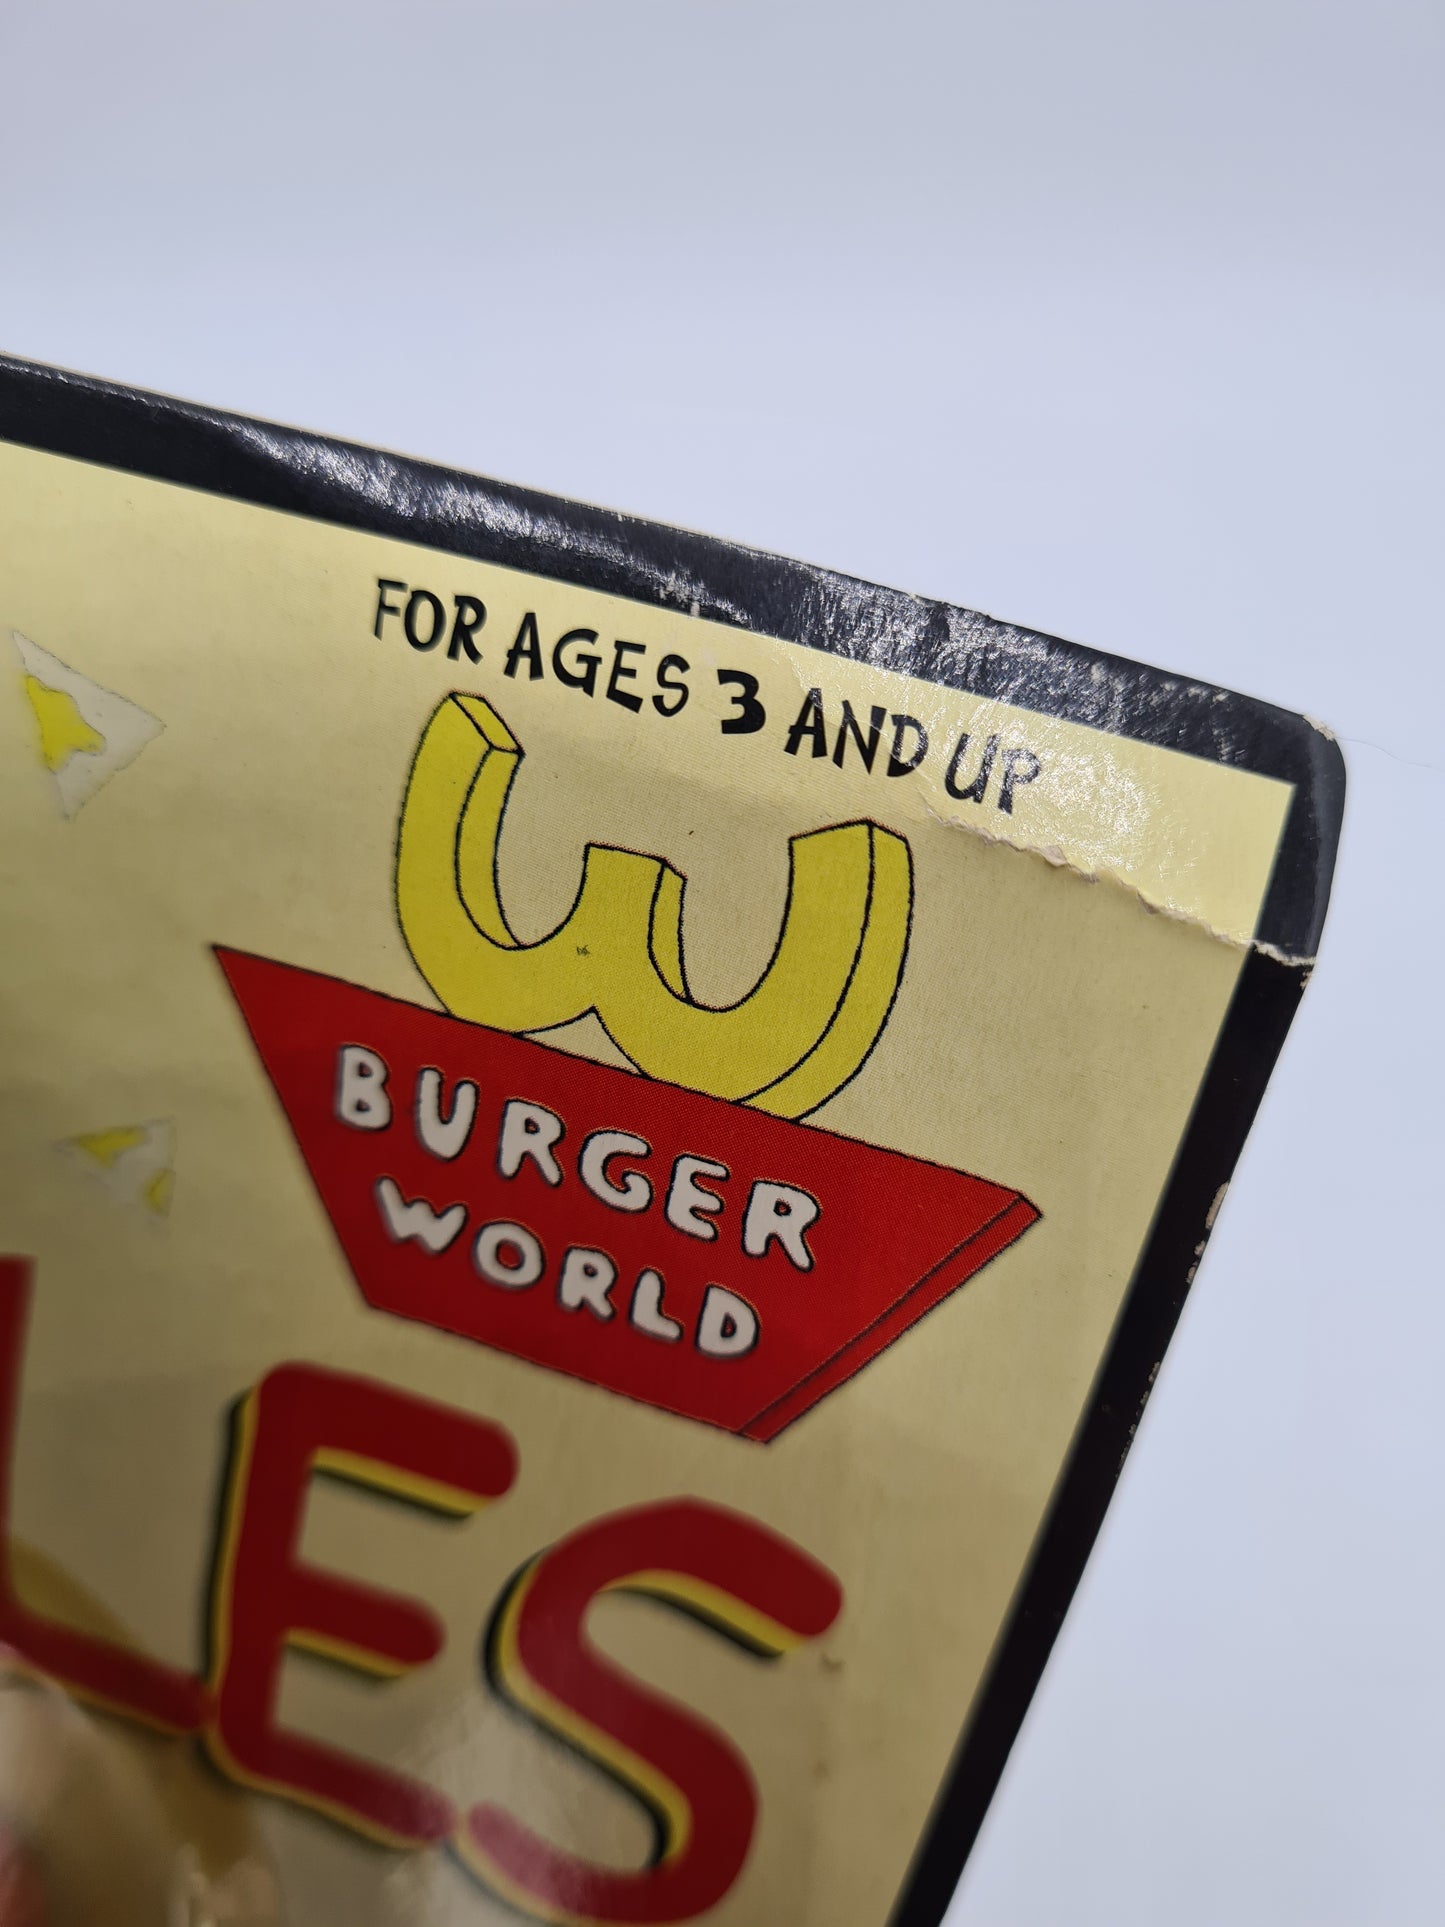 FOR AGES 3 AND UP
BURGER
WORLD
LES